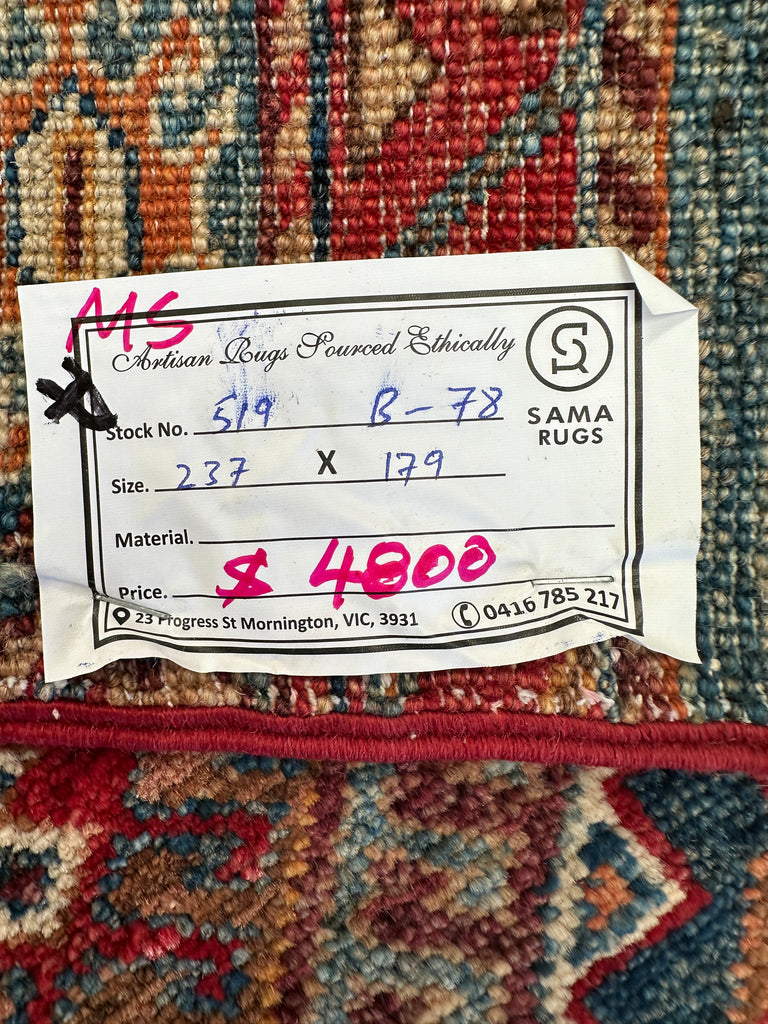 MS
Artisan Rugs Sourced Ethically
SAMA
RUGS
Stock No. 519 B-78
Size. 237 X 179
Material.
Price. $ 4800
23 Progress St Mornington, VIC, 3931
0416 785 217